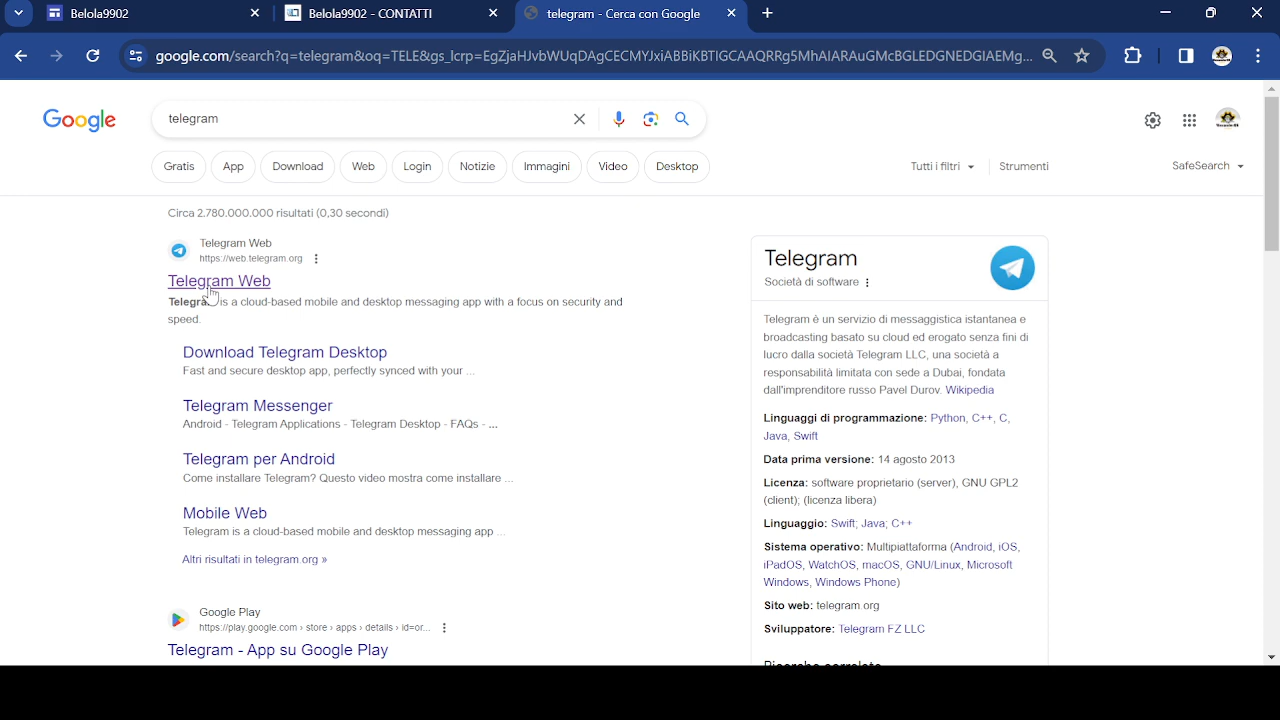 Belola9902
Belola9902 - CONTATTI
telegram - Cerca con Google
google.com/search?q=telegram&oq=TELE&gs_lcrp=EgZjaHJvbWUqDAgCECMYJxiABBiKBTIGCAAQRRg5MhAIARAuGMcBGLEDGNEDGIAEMg...
Google
telegram
Gratis
App
Download
Web
Login
Notizie
Immagini
Video
Desktop
Tutti i filtri
Strumenti
SafeSearch
Circa 2.780.000.000 risultati (0,30 secondi)
Telegram Web
https://web.telegram.org
Telegram Web
is a cloud-based mobile and desktop messaging app with a focus on security and
speed.
Download Telegram Desktop
Fast and secure desktop app, perfectly synced with your ...
Telegram Messenger
Android - Telegram Applications - Telegram Desktop - FAQs - ...
Telegram per Android
Come installare Telegram? Questo video mostra come installare ...
Mobile Web
Telegram is a cloud-based mobile and desktop messaging app ...
Altri risultati in telegram.org »
Google Play
https://play.google.com › store › apps › details › id=or...
Telegram - App su Google Play
Telegram
Società di software
Telegram è un servizio di messaggistica istantanea e
broadcasting basato su cloud ed erogato senza fini di
lucro dalla società Telegram LLC, una società a
responsabilità limitata con sede a Dubai, fondata
dall'imprenditore russo Pavel Durov. Wikipedia
Linguaggi di programmazione: Python, C++, C,
Java, Swift
Data prima versione: 14 agosto 2013
Licenza: software proprietario (server), GNU GPL2
(client); (licenza libera)
Linguaggio: Swift; Java; C++
Sistema operativo: Multipiattaforma (Android, iOS,
iPadOS, WatchOS, macOS, GNU/Linux, Microsoft
Windows, Windows Phone)
Sito web: telegram.org
Sviluppatore: Telegram FZ LLC